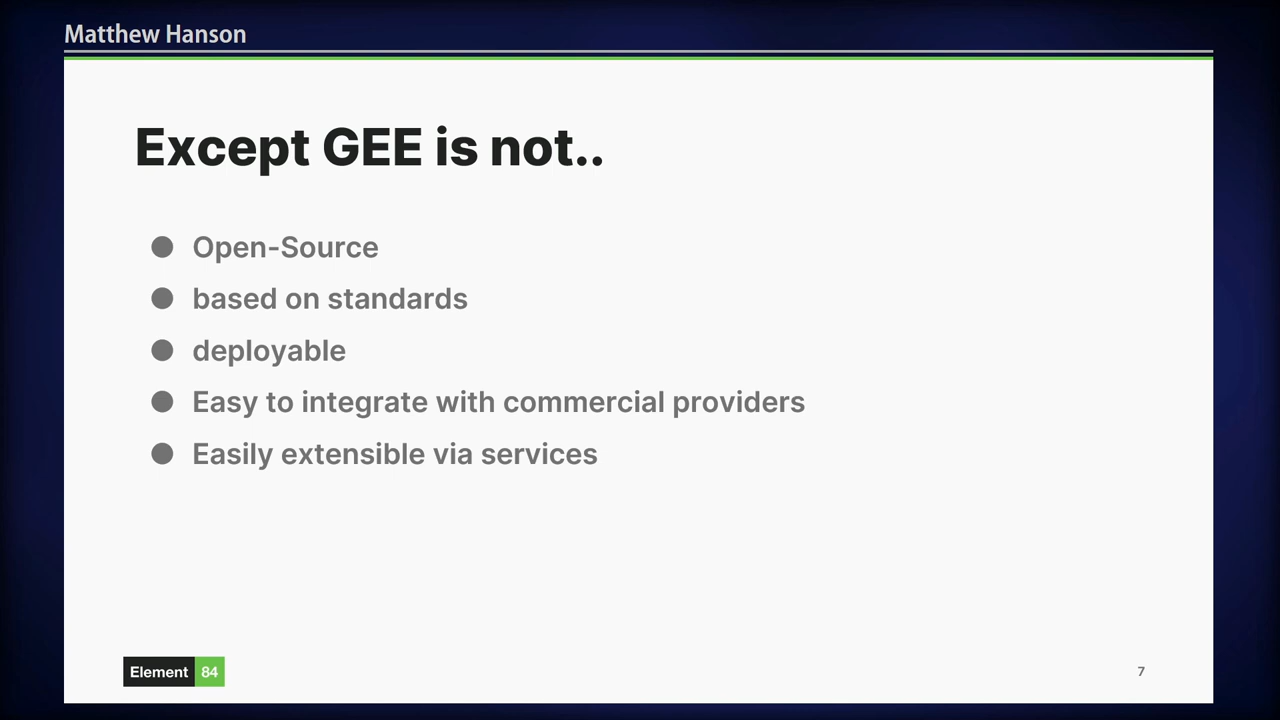 Matthew Hanson
Except GEE is not..
● Open-Source
● based on standards
● deployable
● Easy to integrate with commercial providers
● Easily extensible via services
Element 84
7